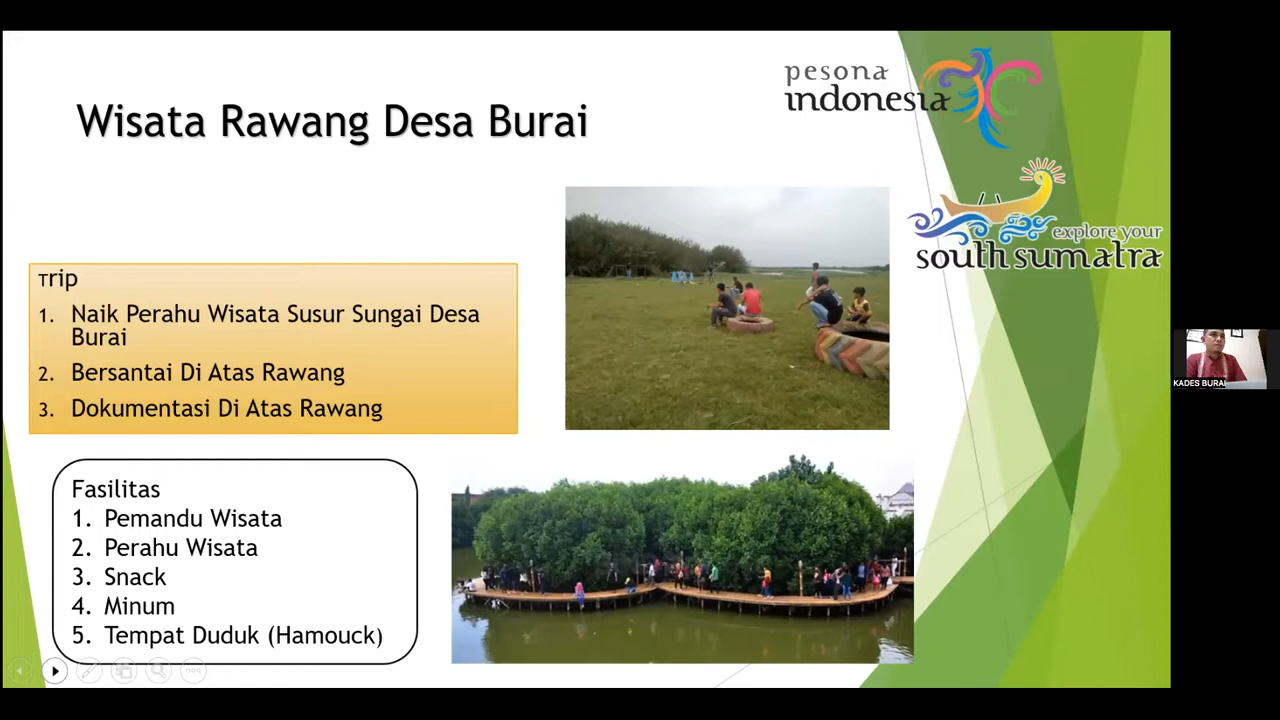 Wisata Rawang Desa Burai
pesona
indonesia
explore your
south sumatra
Trip
1. Naik Perahu Wisata Susur Sungai Desa
Burai
2. Bersantai Di Atas Rawang
3. Dokumentasi Di Atas Rawang
Fasilitas
1. Pemandu Wisata
2. Perahu Wisata
3. Snack
4. Minum
5. Tempat Duduk (Hamouck)
KADES BURAI